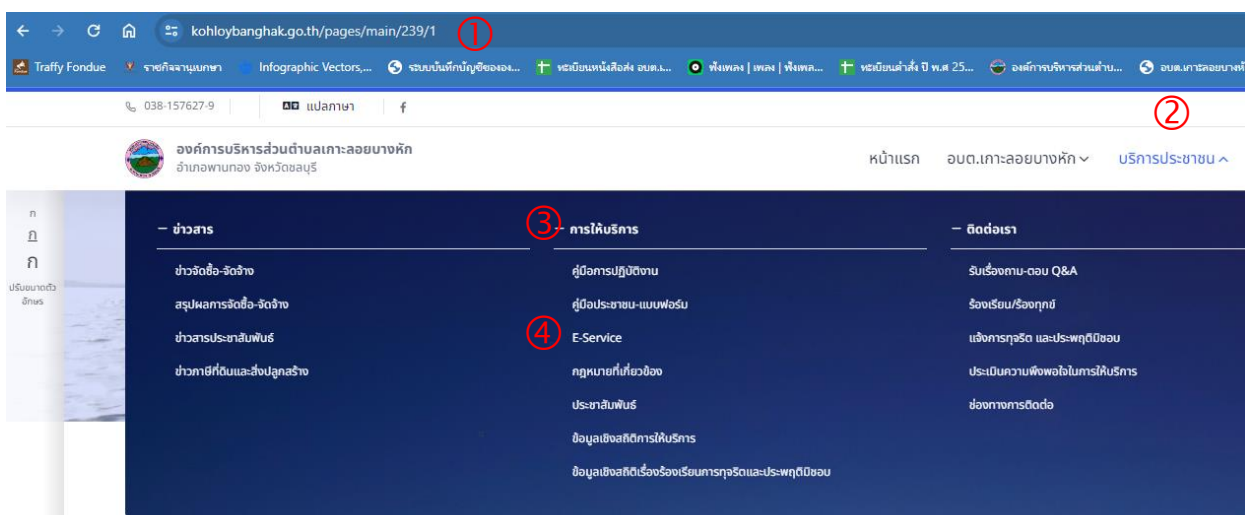 kohloybanghak.go.th/pages/main/239/1 ①
Traffy Fondue ราชกิจจานุเบกษา Infographic Vectors,... ระบบบันทึกบัญชีขององ... ทะเบียนหนังสือส่ง อบต.เ... ฟังเพลง | เพลง | ฟังเพล... ทะเบียนคำสั่ง ปี พ.ศ 25... องค์การบริหารส่วนตำบ... อบต.เกาะลอยบางหั
038-157627-9 แปลภาษา f
②
องค์การบริหารส่วนตำบลเกาะลอยบางหัก
อำเภอพานทอง จังหวัดชลบุรี
หน้าแรก อบต.เกาะลอยบางหัก บริการประชาชน
ก
ก
ก
ปรับขนาดตัว
อักษร
— ข่าวสาร
ข่าวจัดซื้อ-จัดจ้าง
สรุปผลการจัดซื้อ-จัดจ้าง
ข่าวสารประชาสัมพันธ์
ข่าวภาษีที่ดินและสิ่งปลูกสร้าง
③ — การให้บริการ
คู่มือการปฏิบัติงาน
คู่มือประชาชน-แบบฟอร์ม
④ E-Service
กฎหมายที่เกี่ยวข้อง
ประชาสัมพันธ์
ข้อมูลเชิงสถิติการให้บริการ
ข้อมูลเชิงสถิติเรื่องร้องเรียนการทุจริตและประพฤติมิชอบ
— ติดต่อเรา
รับเรื่องถาม-ตอบ Q&A
ร้องเรียน/ร้องทุกข์
แจ้งการทุจริต และประพฤติมิชอบ
ประเมินความพึงพอใจในการให้บริการ
ช่องทางการติดต่อ